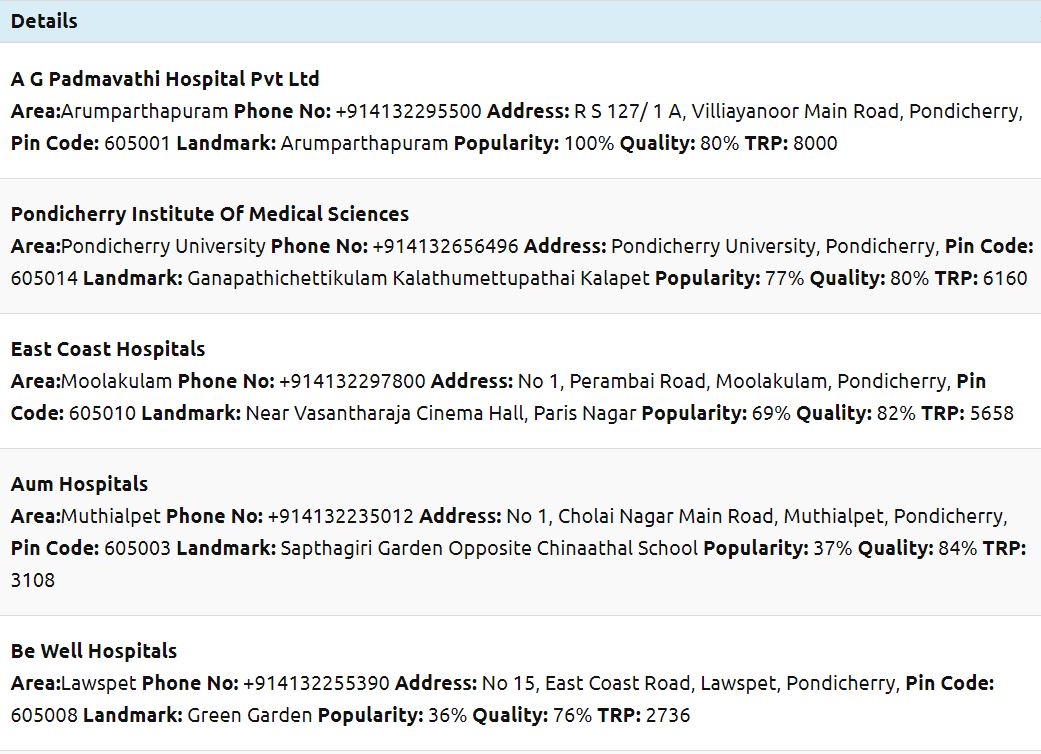 Details
A G Padmavathi Hospital Pvt Ltd
Area:Arumparthapuram Phone No: +914132295500 Address: R S 127/ 1 A, Villiayanoor Main Road, Pondicherry,
Pin Code: 605001 Landmark: Arumparthapuram Popularity: 100% Quality: 80% TRP: 8000
Pondicherry Institute Of Medical Sciences
Area:Pondicherry University Phone No: +914132656496 Address: Pondicherry University, Pondicherry, Pin Code:
605014 Landmark: Ganapathichettikulam Kalathumettupathai Kalapet Popularity: 77% Quality: 80% TRP: 6160
East Coast Hospitals
Area:Moolakulam Phone No: +914132297800 Address: No 1, Perambai Road, Moolakulam, Pondicherry, Pin
Code: 605010 Landmark: Near Vasantharaja Cinema Hall, Paris Nagar Popularity: 69% Quality: 82% TRP: 5658
Aum Hospitals
Area:Muthialpet Phone No: +914132235012 Address: No 1, Cholai Nagar Main Road, Muthialpet, Pondicherry,
Pin Code: 605003 Landmark: Sapthagiri Garden Opposite Chinaathal School Popularity: 37% Quality: 84% TRP:
3108
Be Well Hospitals
Area:Lawspet Phone No: +914132255390 Address: No 15, East Coast Road, Lawspet, Pondicherry, Pin Code:
605008 Landmark: Green Garden Popularity: 36% Quality: 76% TRP: 2736